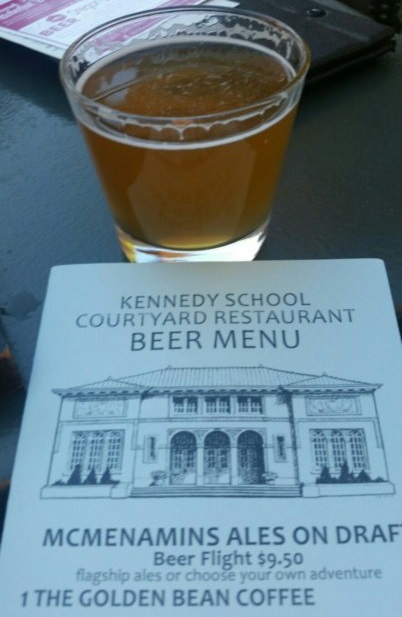 BEER
KENNEDY SCHOOL
COURTYARD RESTAURANT
BEER MENU
MCMENAMINS ALES ON DRAF
Beer Flight $9.50
flagship ales or choose your own adventure
1 THE GOLDEN BEAN COFFEE